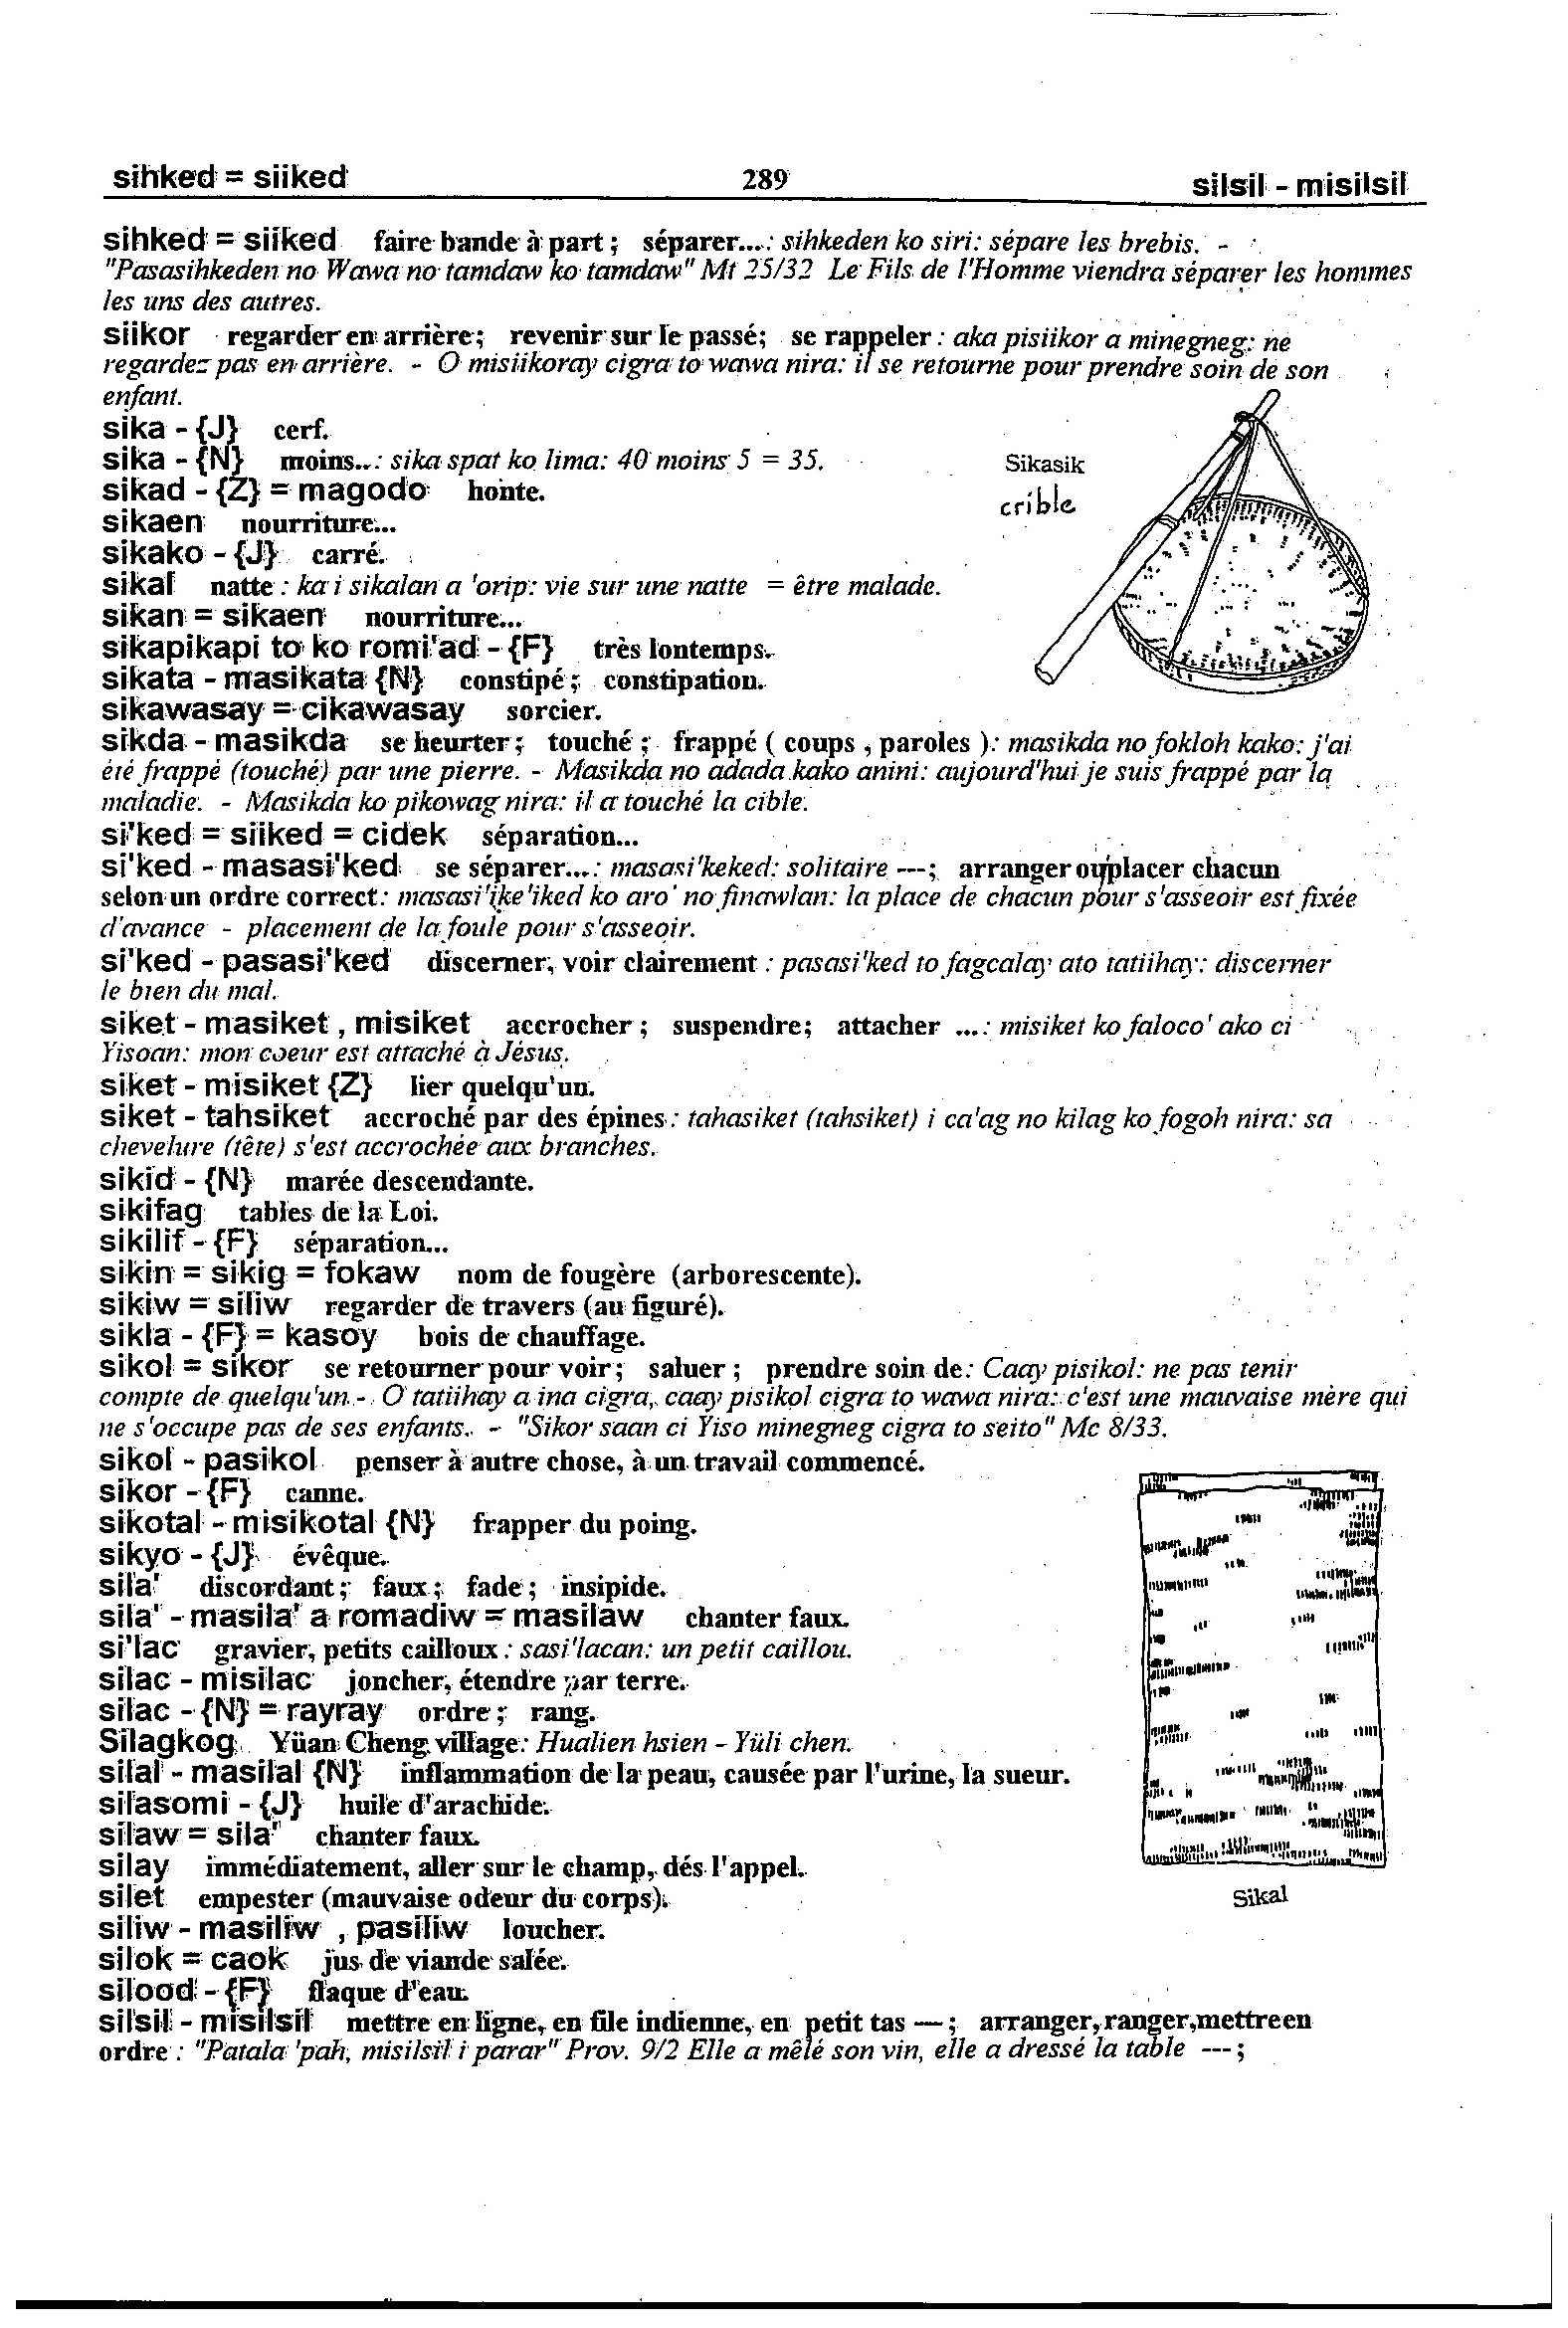 sihked = siiked 289 silsil - misilsil
sihked = siiked faire bande à part ; séparer...: sihkeden ko siri: sépare les brebis. -
"Pasasihkeden no Wawa no tamdaw ko tamdaw" Mt 25/32 Le Fils de l'Homme viendra séparer les hommes
les uns des autres.
siikor regarder en arrière; revenir sur le passé; se rappeler : aka pisiikor a minegneg: ne
regardez pas en arrière. - O misiikoray cigra to wawa nira: il se retourne pour prendre soin de son
enfant.
sika - {J} cerf.
sika - {N} moins...: sika spat ko lima: 40 moins 5 = 35.
sikad - {Z} = magodo honte.
sikaen nourriture...
sikako - {J} carré.
sikal natte : ka i sikalan a 'orip: vie sur une natte = être malade.
sikan = sikaen nourriture...
sikapikapi to ko romi'ad - {F} très lontemps.
sikata - masikata {N} constipé ; constipation.
sikawasay = cikawasay sorcier.
Sikasik
crible
sikda - masikda se heurter ; touché ; frappé ( coups , paroles ): masikda no fokloh kako: j'ai
été frappé (touché) par une pierre. - Masikda no adada kako anini: aujourd'hui je suis frappé par la
maladie. - Masikda ko pikowag nira: il a touché la cible.
si'ked = siiked = cidek séparation...
si'ked - masasi'ked se séparer...: masasi'keked: solitaire ---; arranger ou placer chacun
selon un ordre correct: masasi'ike'iked ko aro' no finawlan: la place de chacun pour s'asseoir est fixée
d'avance - placement de la foule pour s'asseoir.
si'ked - pasasi'ked discerner, voir clairement : pasasi'ked to fagcalay ato tatiihay: discerner
le bien du mal.
siket - masiket , misiket accrocher ; suspendre; attacher ...: misiket ko faloco' ako ci
Yisoan: mon coeur est attaché à Jésus.
siket - misiket {Z} lier quelqu'un.
siket - tahsiket accroché par des épines : tahasiket (tahsiket) i ca'ag no kilag ko fogoh nira: sa
chevelure (tête) s'est accrochée aux branches.
sikid - {N} marée descendante.
sikifag tables de la Loi.
sikilif - {F} séparation...
sikin = sikig = fokaw nom de fougère (arborescente).
sikiw = siliw regarder de travers (au figuré).
sikla - {F} = kasoy bois de chauffage.
sikol = sikor se retourner pour voir ; saluer ; prendre soin de: Caay pisikol: ne pas tenir
compte de quelqu'un.- O tatiihay a ina cigra, caay pisikol cigra to wawa nira: c'est une mauvaise mère qui
ne s'occupe pas de ses enfants. - "Sikor saan ci Yiso minegneg cigra to seito" Mc 8/33.
sikol - pasikol penser à autre chose, à un travail commencé.
sikor - {F} canne.
sikotal - misikotal {N} frapper du poing.
sikyo - {J} évêque.
sila' discordant ; faux ; fade ; insipide.
sila' - masila' a romadiw = masilaw chanter faux.
si'lac gravier, petits cailloux : sasi'lacan: un petit caillou.
silac - misilac joncher, étendre par terre.
silac - {N} = rayray ordre ; rang.
Silagkog Yüan Cheng village: Hualien hsien - Yüli chen.
silal - masilal {N} inflammation de la peau, causée par l'urine, la sueur.
silasomi - {J} huile d'arachide.
silaw = sila' chanter faux.
silay immédiatement, aller sur le champ, dés l'appel.
silet empester (mauvaise odeur du corps).
siliw - masiliw , pasiliw loucher.
silok = caok jus de viande salée.
silood - {F} flaque d'eau.
Sikal
silsil - misilsil mettre en ligne, en file indienne, en petit tas --- ; arranger,ranger,mettre en
ordre : "Patala 'pah, misilsil i parar" Prov. 9/2 Elle a mêlé son vin, elle a dressé la table --- ;